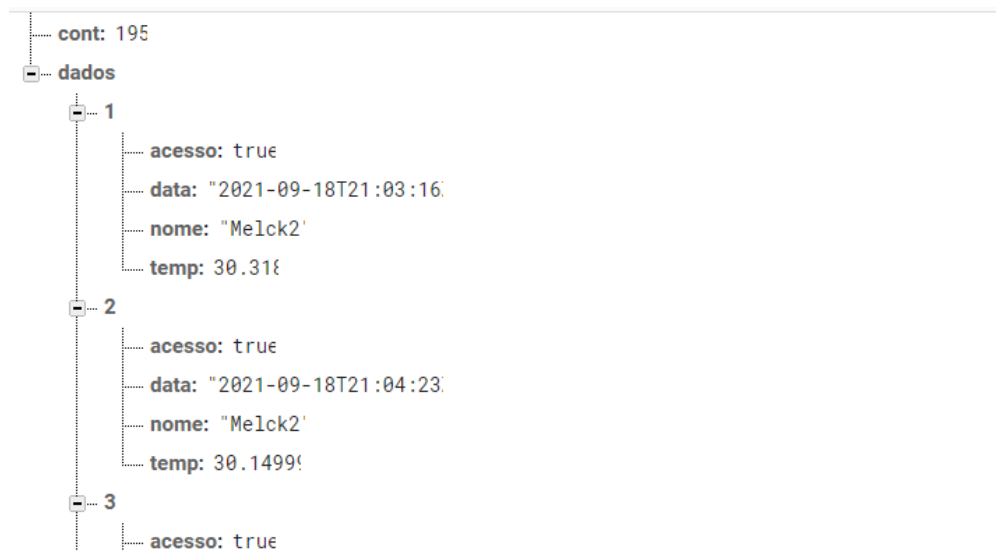 cont: 195
dados
1
acesso: true
data: "2021-09-18T21:03:16
nome: "Melck2"
temp: 30.318
2
acesso: true
data: "2021-09-18T21:04:23
nome: "Melck2"
temp: 30.14999
3
acesso: true